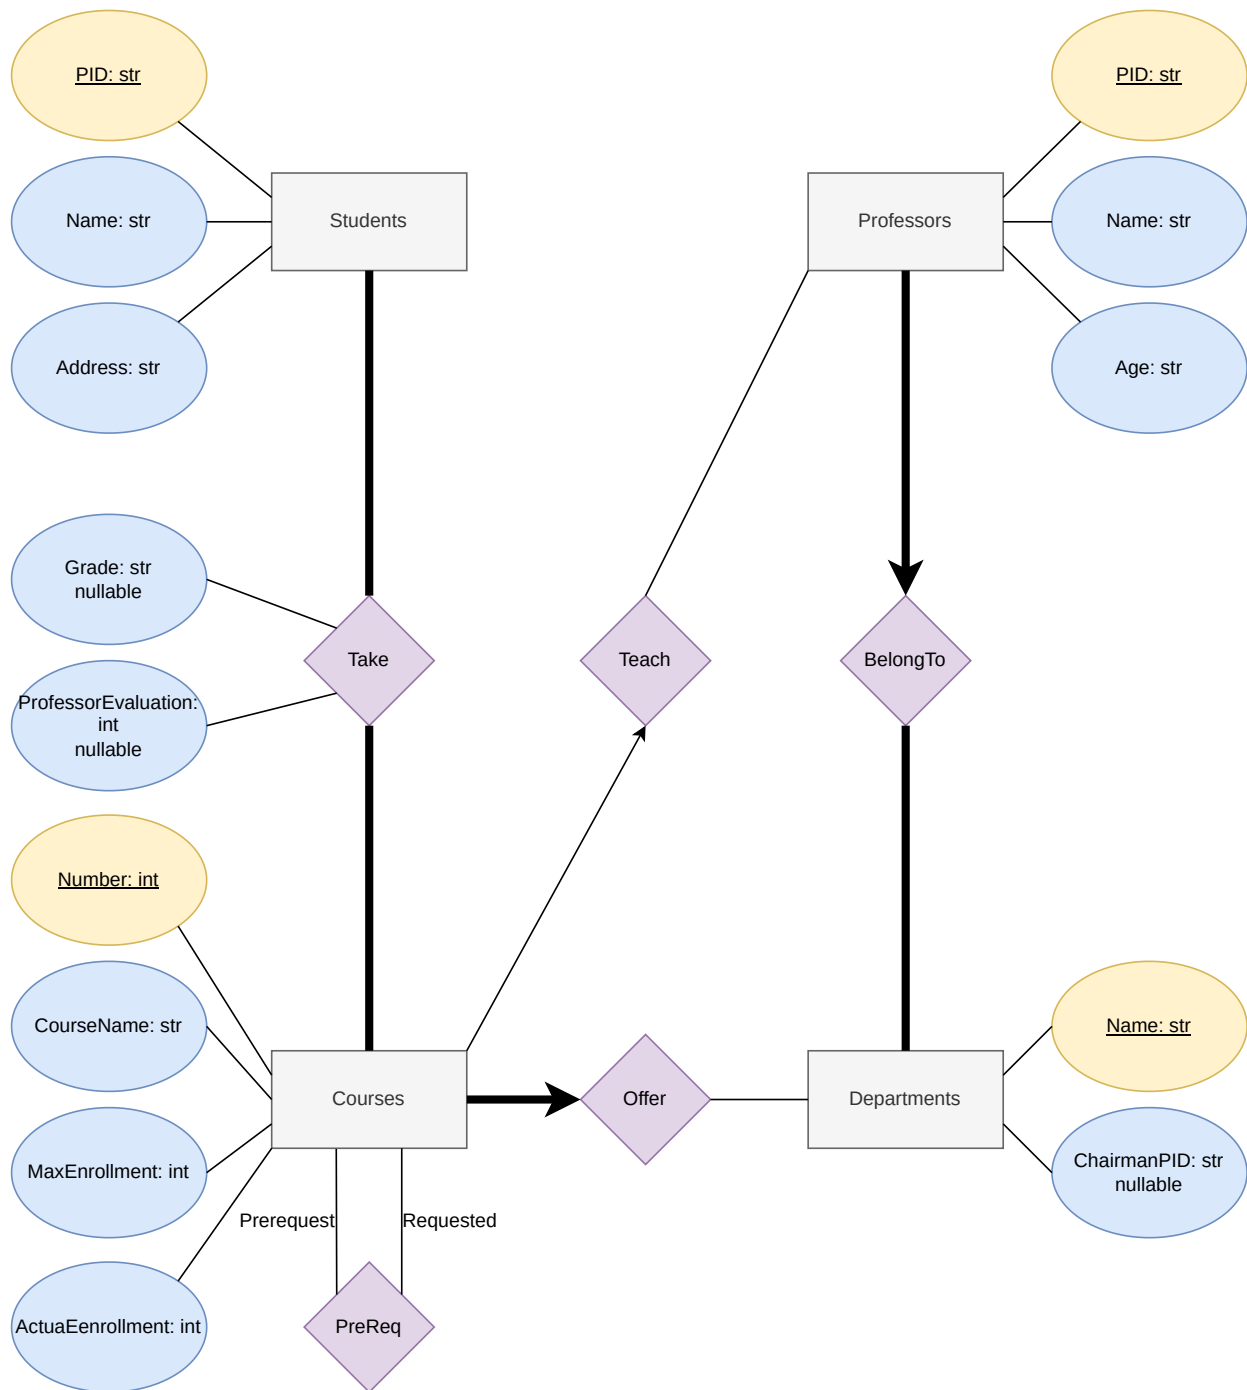 PID: str
PID: str
Name: str
Students
Professors
Name: str
Address: str
Age: str
Grade: str
nullable
Take
Teach
BelongTo
ProfessorEvaluation:
int
nullable
Number: int
CourseName: str
Name: str
Courses
Offer
Departments
MaxEnrollment: int
ChairmanPID: str
nullable
Prerequest
Requested
ActuaEenrollment: int
PreReq